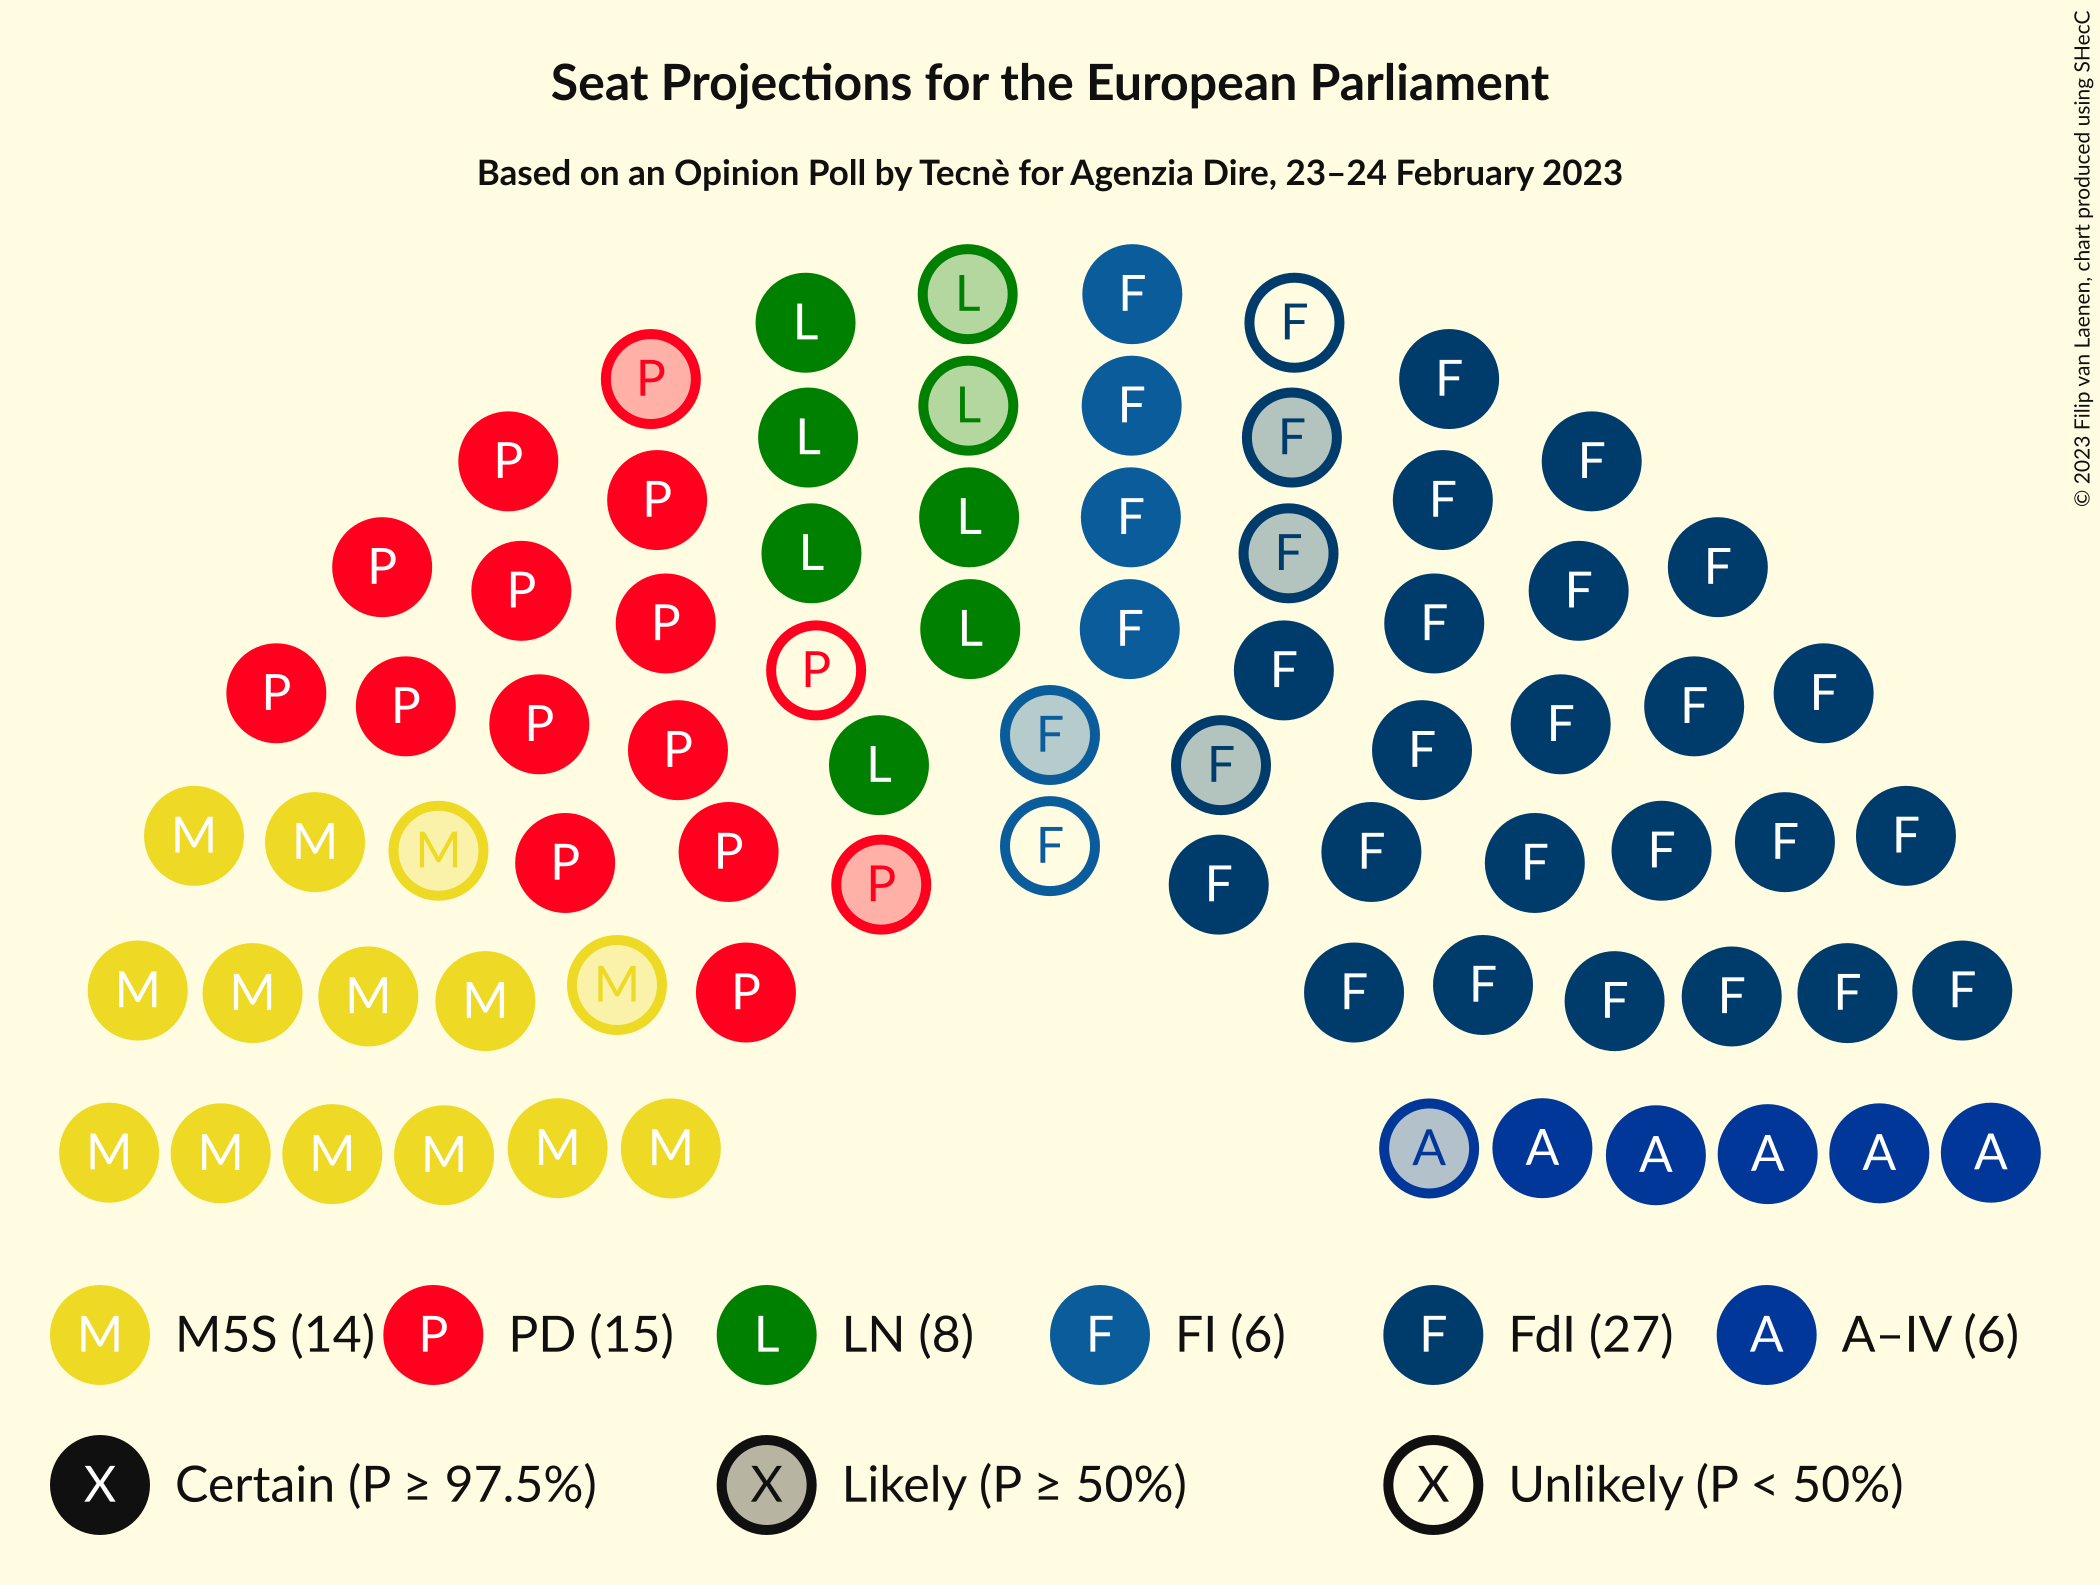 Seat Projections for the European Parliament
Based on an Opinion Poll by Tecnè for Agenzia Dire, 23–24 February 2023
© 2023 Filip van Laenen, chart produced using SHecC
L F
L F
P F
L F
L F
P F
P F
P F
L F
L F
P F
P F
P F
L F
P F
P F
L F
P F
P F
P F
P F
P F
F
L F
M F
M F
M P F F
P F
P F
F
M P F
M F
M F
M F
M F
M F
M M M M M M A A A A A A
M M5S (14) P PD (15) L LN (8) F FI (6) F FdI (27) A A–IV (6)
X Certain (P ≥ 97.5%) X Likely (P ≥ 50%) X Unlikely (P < 50%)